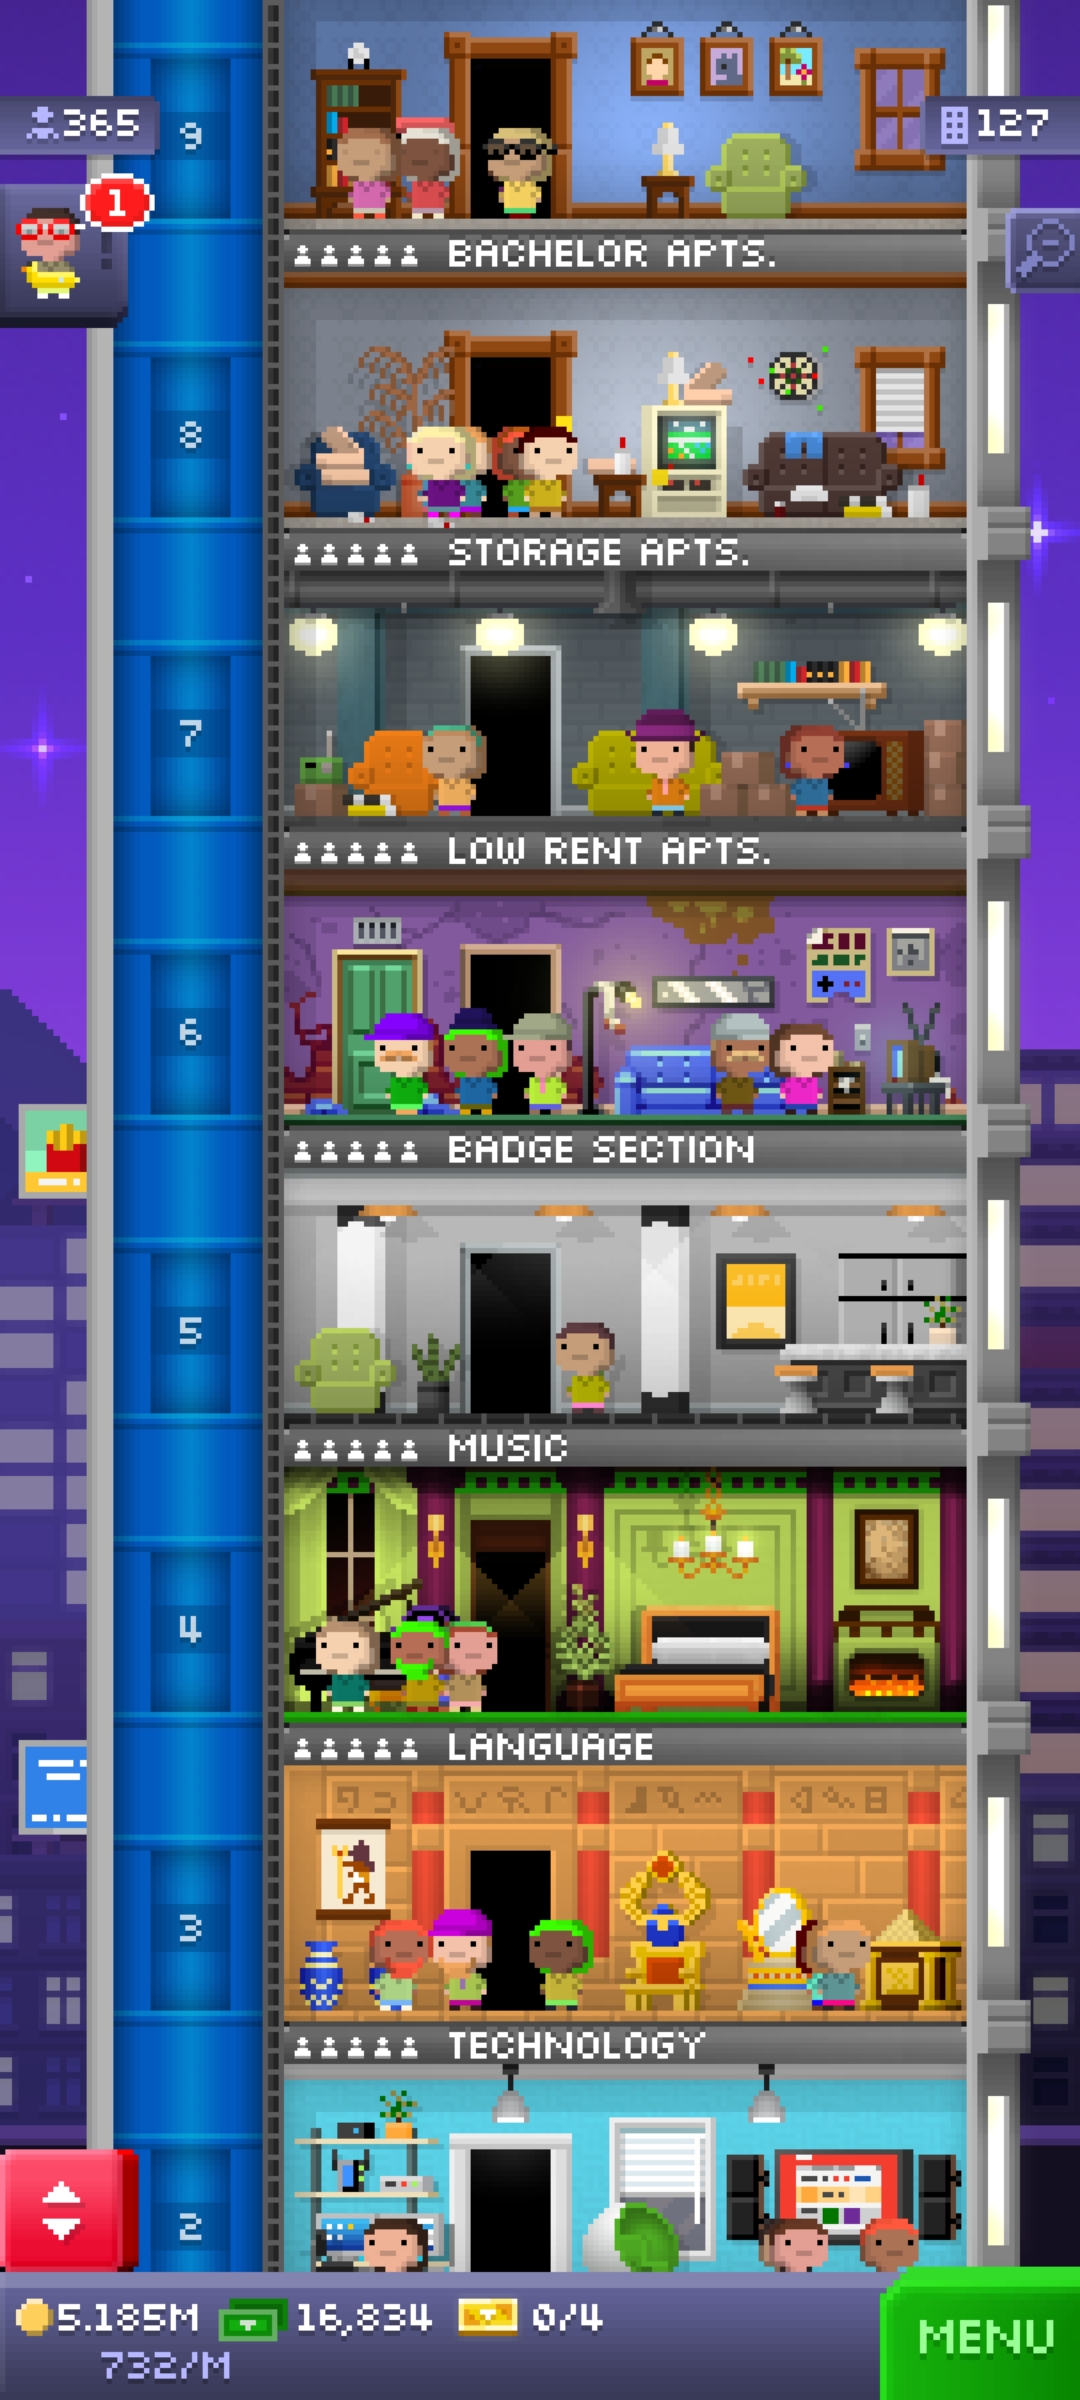 365
1
9
127
BACHELOR APTS.
8
STORAGE APTS.
7
LOW RENT APTS.
6
BADGE SECTION
5
MUSIC
4
LANGUAGE
3
TECHNOLOGY
2
5.185M 16,834 0/4
732/M
MENU